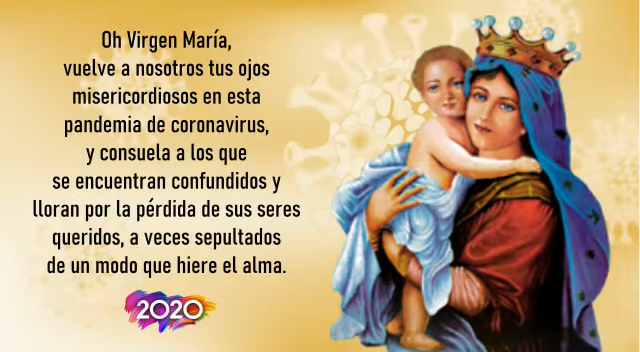 Oh Virgen María,
vuelve a nosotros tus ojos
misericordiosos en esta
pandemia de coronavirus,
y consuela a los que
se encuentran confundidos y
lloran por la pérdida de sus seres
queridos, a veces sepultados
de un modo que hiere el alma.
2020